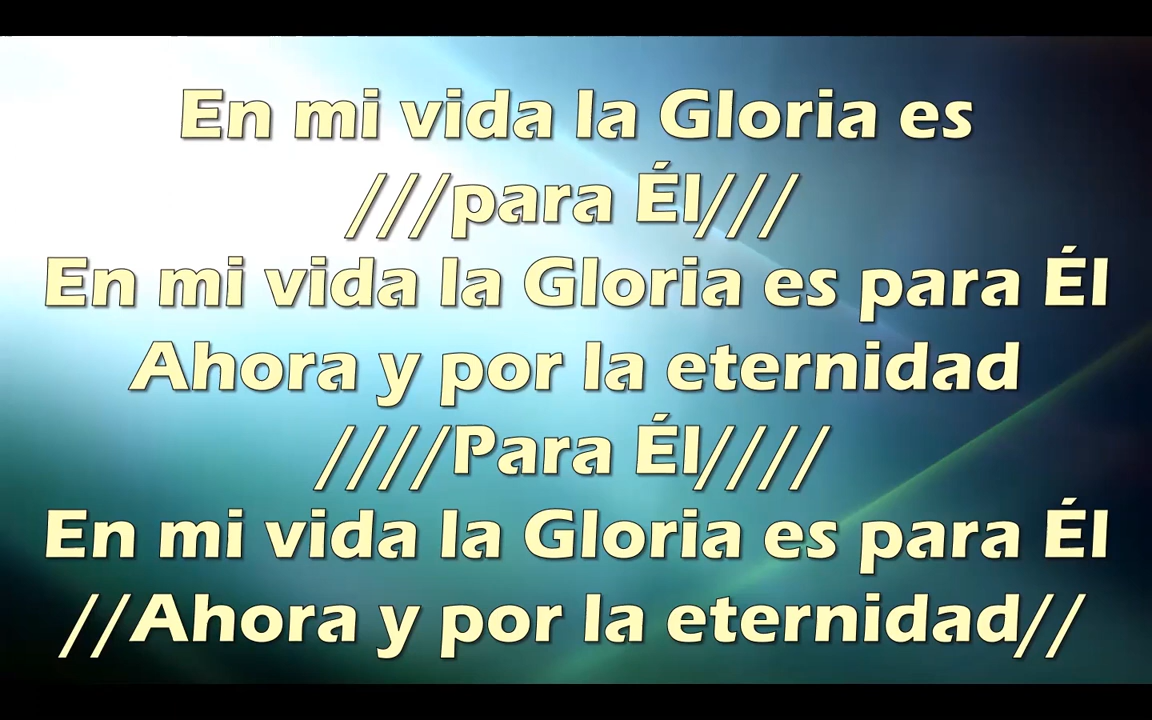 En mi vida la Gloria es
///para Él///
En mi vida la Gloria es para Él
Ahora y por la eternidad
////Para Él////
En mi vida la Gloria es para Él
//Ahora y por la eternidad//